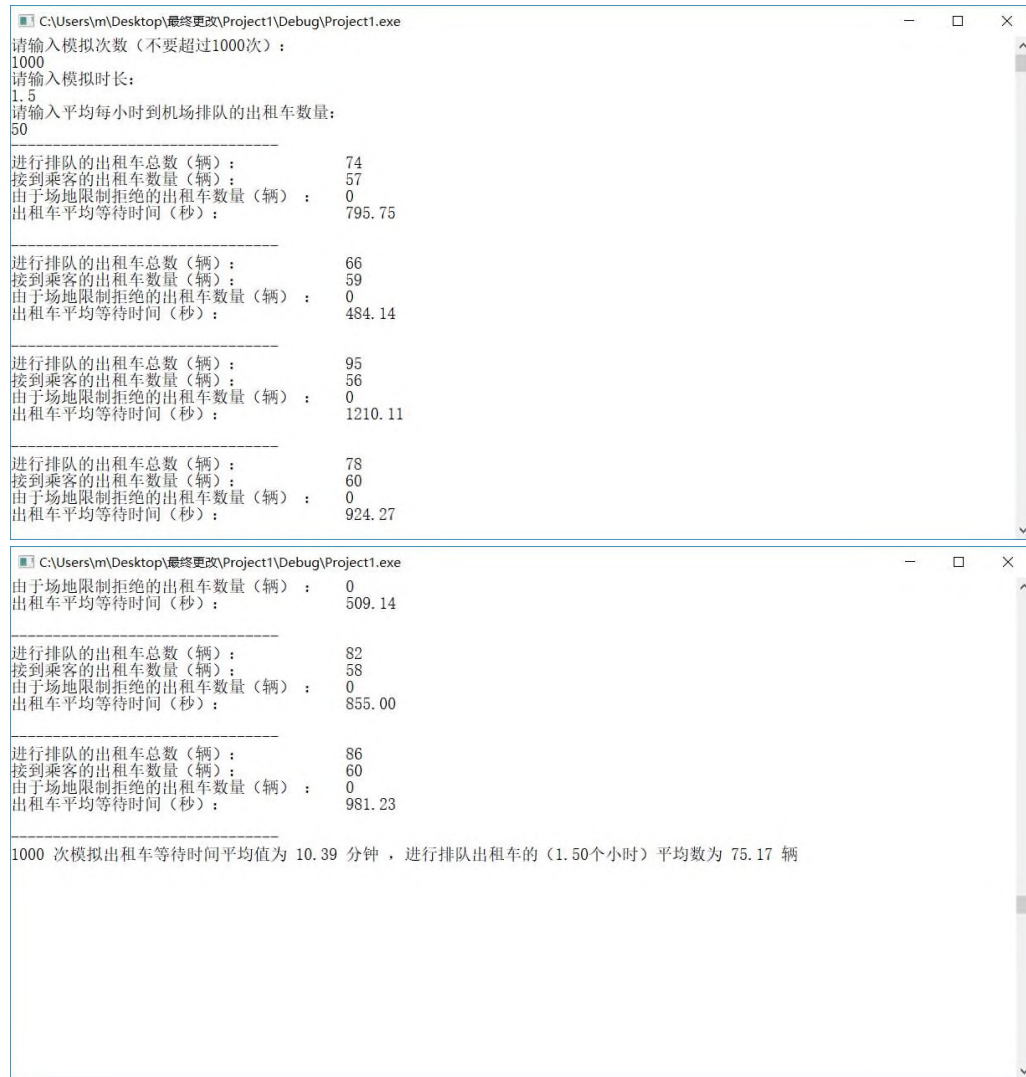 C:\Users\m\Desktop\最终更改\Project1\Debug\Project1.exe
请输入模拟次数（不要超过1000次）：
1000
请输入模拟时长：
1.5
请输入平均每小时到机场排队的出租车数量：
50
--------------------------------
进行排队的出租车总数（辆）： 74
接到乘客的出租车数量（辆）： 57
由于场地限制拒绝的出租车数量（辆） ： 0
出租车平均等待时间（秒）： 795.75
--------------------------------
进行排队的出租车总数（辆）： 66
接到乘客的出租车数量（辆）： 59
由于场地限制拒绝的出租车数量（辆） ： 0
出租车平均等待时间（秒）： 484.14
--------------------------------
进行排队的出租车总数（辆）： 95
接到乘客的出租车数量（辆）： 56
由于场地限制拒绝的出租车数量（辆） ： 0
出租车平均等待时间（秒）： 1210.11
--------------------------------
进行排队的出租车总数（辆）： 78
接到乘客的出租车数量（辆）： 60
由于场地限制拒绝的出租车数量（辆） ： 0
出租车平均等待时间（秒）： 924.27
C:\Users\m\Desktop\最终更改\Project1\Debug\Project1.exe
由于场地限制拒绝的出租车数量（辆） ： 0
出租车平均等待时间（秒）： 509.14
--------------------------------
进行排队的出租车总数（辆）： 82
接到乘客的出租车数量（辆）： 58
由于场地限制拒绝的出租车数量（辆） ： 0
出租车平均等待时间（秒）： 855.00
--------------------------------
进行排队的出租车总数（辆）： 86
接到乘客的出租车数量（辆）： 60
由于场地限制拒绝的出租车数量（辆） ： 0
出租车平均等待时间（秒）： 981.23
--------------------------------
1000 次模拟出租车等待时间平均值为 10.39 分钟 ，进行排队出租车的（1.50个小时）平均数为 75.17 辆